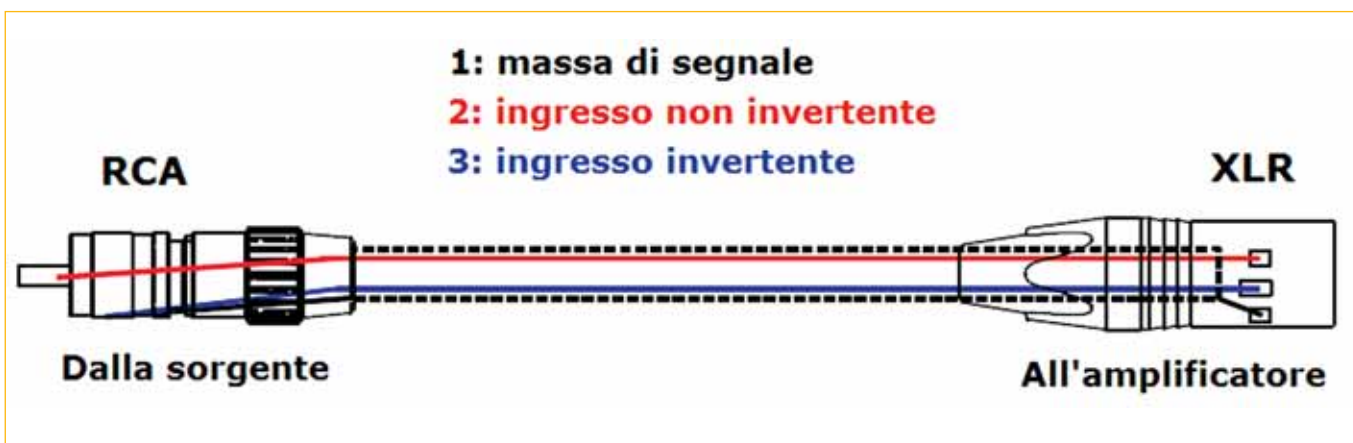 1: massa di segnale
2: ingresso non invertente
3: ingresso invertente
RCA
XLR
Dalla sorgente
All'amplificatore